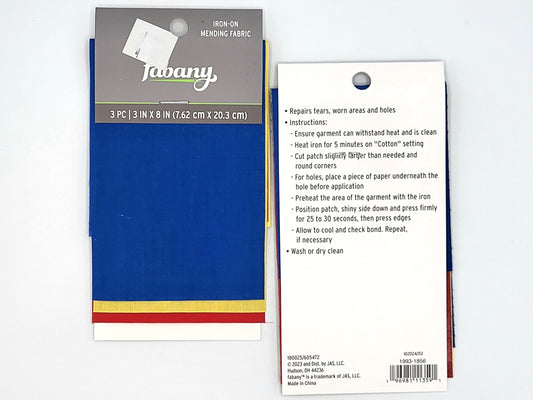 IRON-ON
MENDING FABRIC
fabany
3 PC | 3 IN X 8 IN (7.62 cm X 20.3 cm)
• Repairs tears, worn areas and holes
• Instructions:
- Ensure garment can withstand heat and is clean
- Heat iron for 5 minutes on "Cotton" setting
- Cut patch slightly larger than needed and
round corners
- For holes, place a piece of paper underneath the
hole before application
- Preheat the area of the garment with the iron
- Position patch, shiny side down and press firmly
for 25 to 30 seconds, then press edges
- Allow to cool and check bond. Repeat,
if necessary
• Wash or dry clean
180025/605472
© 2023 and Dist. by JAS, LLC.
Hudson, OH 44236
fabany™ is a trademark of JAS, LLC.
Made in China
102024/03
1993-1856
1 96981 11359 1